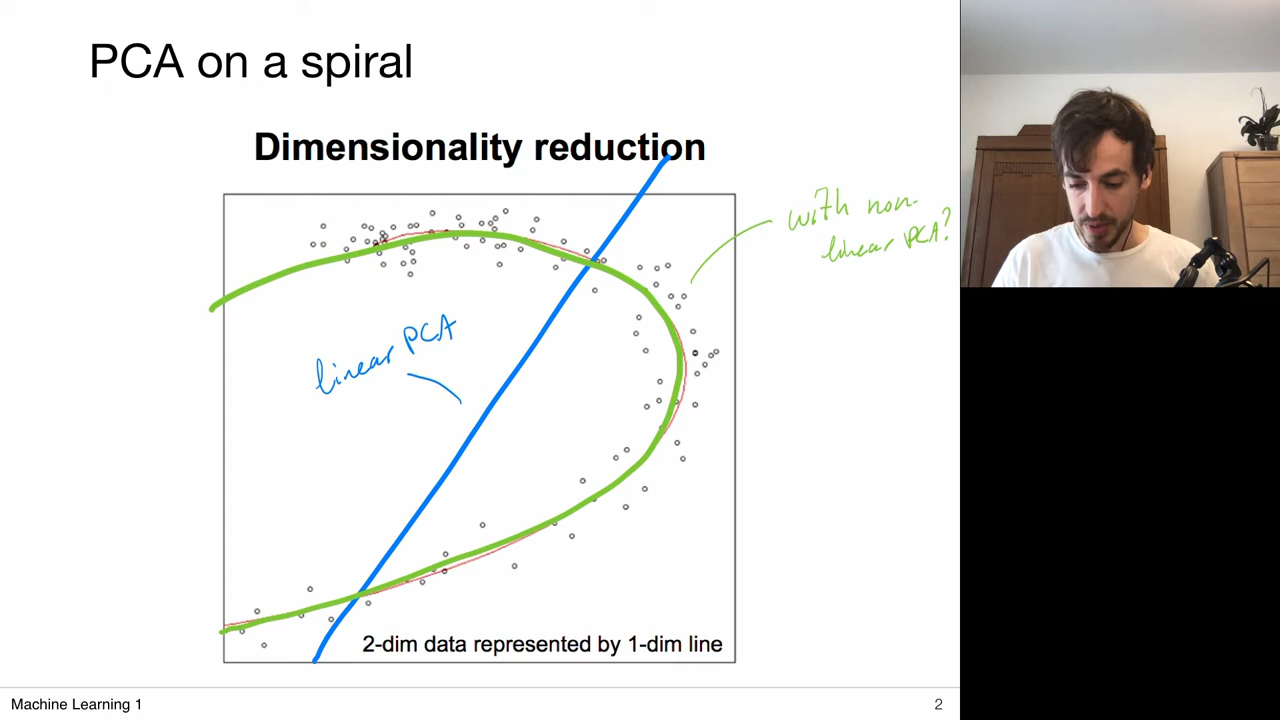 PCA on a spiral
Dimensionality reduction
with non-
linear PCA?
linear PCA
2-dim data represented by 1-dim line
Machine Learning 1
2